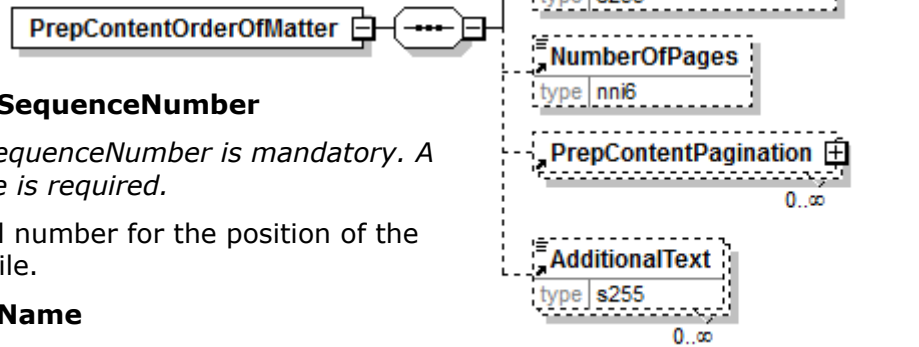 PrepContentOrderOfMatter
type
NumberOfPages
type nni6
SequenceNumber
equenceNumber is mandatory. A
PrepContentPagination
e is required.
0..∞
number for the position of the
ile.
AdditionalText
type s255
Name
0..∞